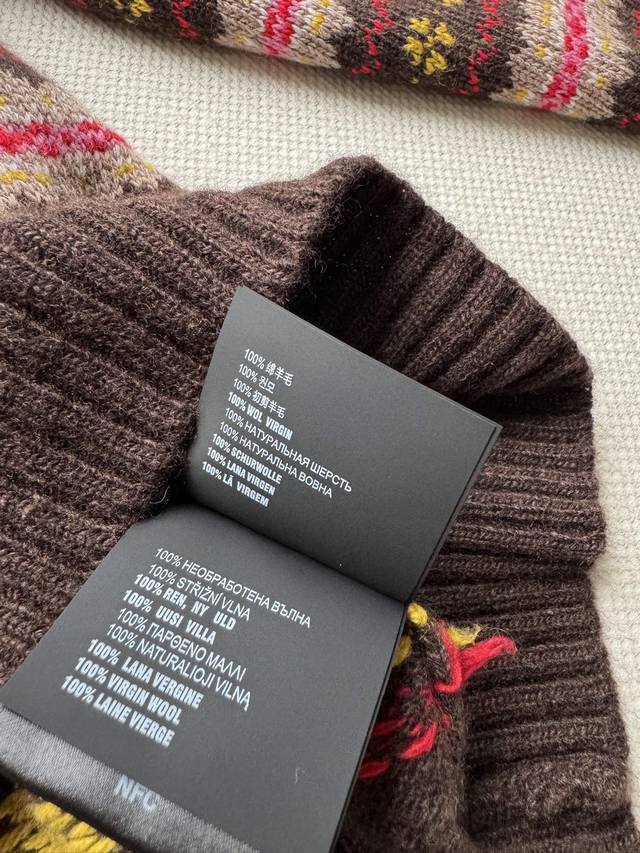 100% 绵羊毛
100% 원모
100% 初剪羊毛
100% WOL VIRGIN
100% НАТУРАЛЬНАЯ ШЕРСТЬ
100% НАТУРАЛЬНА ВОВНА
100% SCHURWOLLE
100% LANA VIRGEN
100% LÃ VIRGEM
100% НЕОБРАБОТЕНА ВЪЛНА
100% STŘIŽNÍ VLNA
100% REN, NY ULD
100% UUSI VILLA
100% ΠΑΡΘΕΝΟ ΜΑΛΛΙ
100% NATURALIOJI VILNĄ
100% LANA VERGINE
100% VIRGIN WOOL
100% LAINE VIERGE
NFC